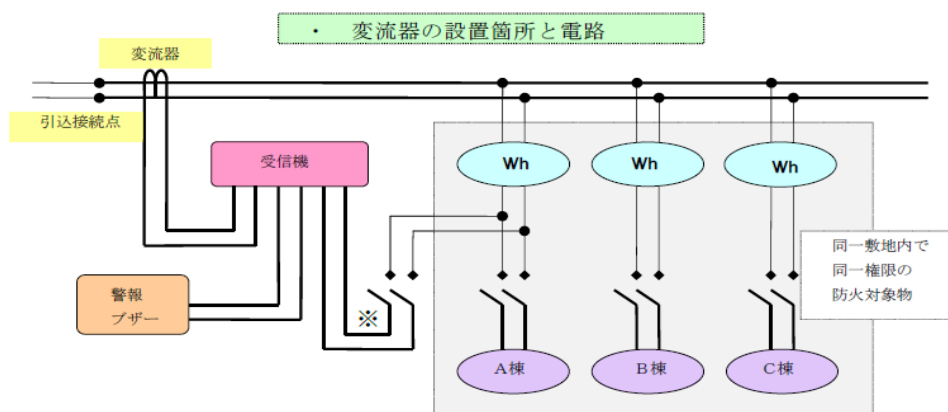 ・ 変流器の設置箇所と電路
変流器
引込接続点
受信機
Wh
Wh
Wh
同一敷地内で
同一権限の
防火対象物
警報
ブザー
※
A棟
B棟
C棟